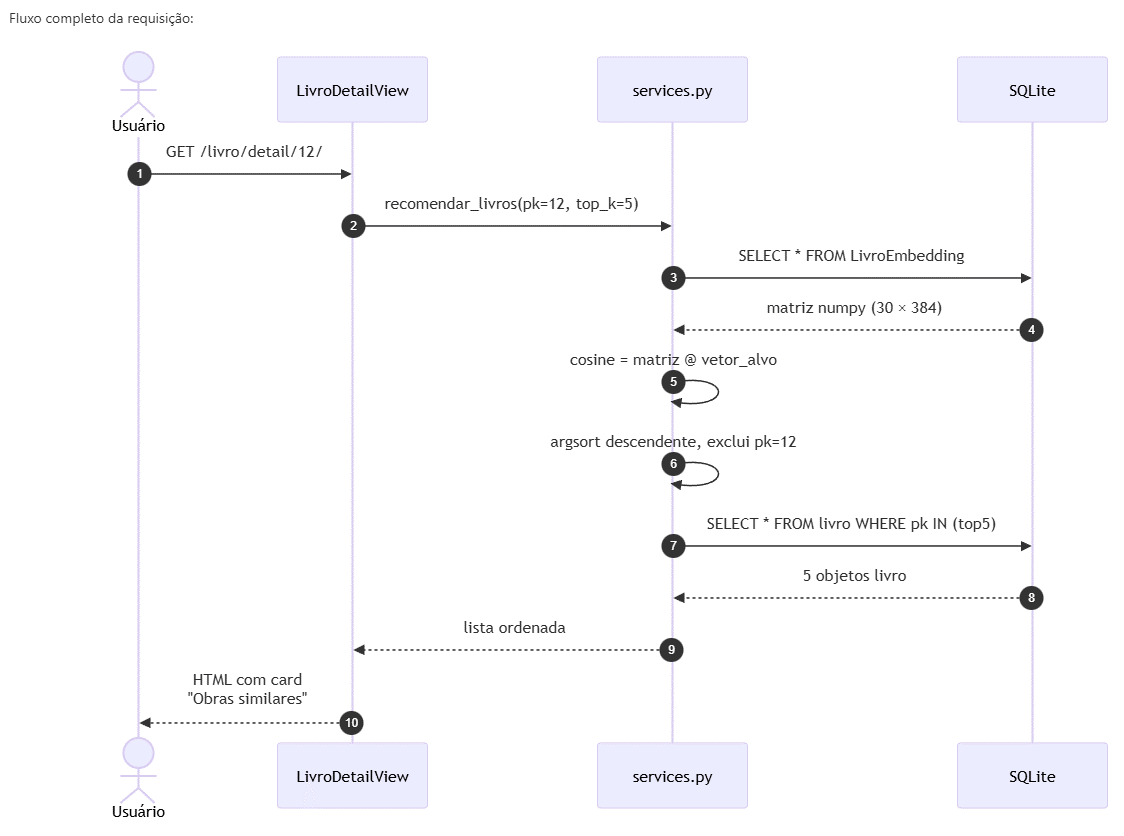 Fluxo completo da requisição:
Usuário
LivroDetailView
services.py
SQLite
GET /livro/detail/12/
1
recomendar_livros(pk=12, top_k=5)
2
SELECT * FROM LivroEmbedding
3
matriz numpy (30 × 384)
4
cosine = matriz @ vetor_alvo
5
argsort descendente, exclui pk=12
6
SELECT * FROM livro WHERE pk IN (top5)
7
5 objetos livro
8
lista ordenada
9
HTML com card
"Obras similares"
10
Usuário
LivroDetailView
services.py
SQLite